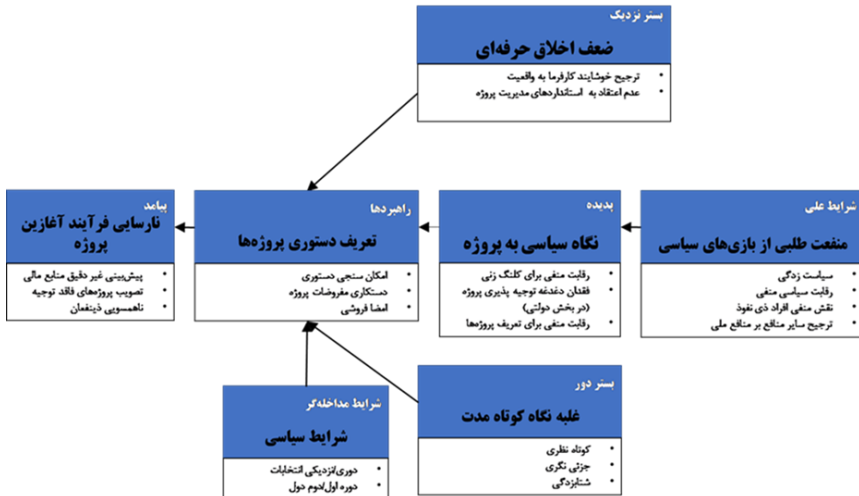 بستر نزدیک
ضعف اخلاق حرفه‌ای
ترجیح خوشایند کارفرما به واقعیت
عدم اعتقاد به استانداردهای مدیریت پروژه
شرایط علی
منفعت طلبی از بازی‌های سیاسی
سیاست زدگی
رقابت سیاسی منفی
نقش منفی افراد ذی نفوذ
ترجیح سایر منافع بر منافع ملی
پدیده
نگاه سیاسی به پروژه
رقابت منفی برای کلنگ زنی
فقدان دغدغه توجیه پذیری پروژه
(در بخش دولتی)
رقابت منفی برای تعریف پروژه‌ها
راهبردها
تعریف دستوری پروژه‌ها
امکان سنجی دستوری
دستکاری مفروضات پروژه
امضا فروشی
پیامد
نارسایی فرآیند آغازین
پروژه
پیش‌بینی غیر دقیق منابع مالی
تصویب پروژه‌های فاقد توجیه
ناهمسویی ذینفعان
بستر دور
غلبه نگاه کوتاه مدت
کوتاه نظری
جزئی نگری
شتابزدگی
شرایط مداخله‌گر
شرایط سیاسی
دوری/نزدیکی انتخابات
دوره اول/دوم دول